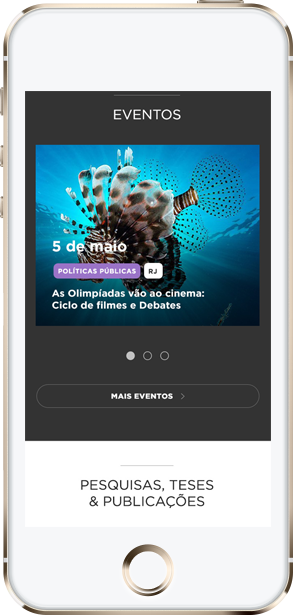 EVENTOS
5 de maio
POLÍTICAS PÚBLICAS
RJ
As Olimpíadas vão ao cinema:
Ciclo de filmes e Debates
MAIS EVENTOS
PESQUISAS, TESES
& PUBLICAÇÕES